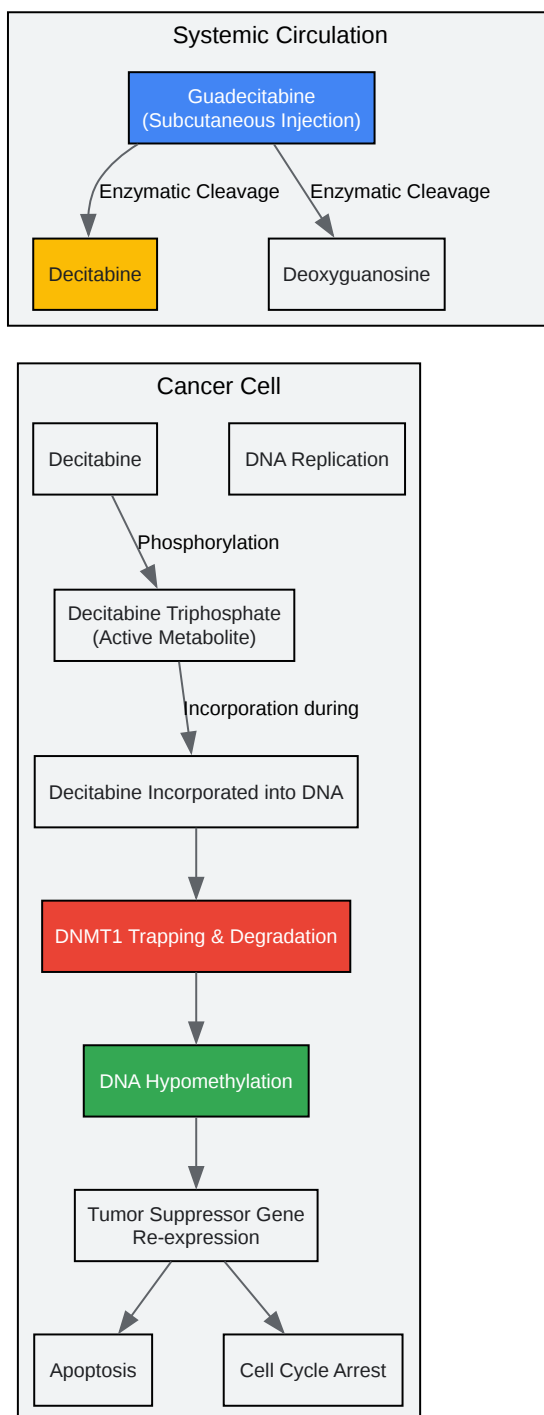 Systemic Circulation
Guadecitabine
(Subcutaneous Injection)
Enzymatic Cleavage
Enzymatic Cleavage
Decitabine
Deoxyguanosine
Cancer Cell
Decitabine
DNA Replication
Phosphorylation
Decitabine Triphosphate
(Active Metabolite)
Incorporation during
Decitabine Incorporated into DNA
DNMT1 Trapping & Degradation
DNA Hypomethylation
Tumor Suppressor Gene
Re-expression
Apoptosis
Cell Cycle Arrest